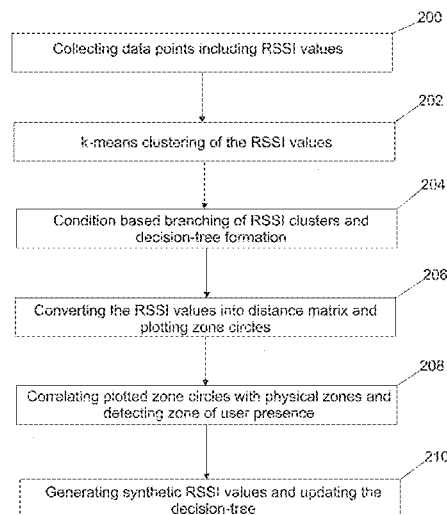 200
Collecting data points including RSSI values
202
k-means clustering of the RSSI values
204
Condition based branching of RSSI clusters and
decision-tree formation
206
Converting the RSSI values into distance matrix and
plotting zone circles
208
Correlating plotted zone circles with physical zones and
detecting zone of user presence
210
Generating synthetic RSSI values and updating the
decision-tree